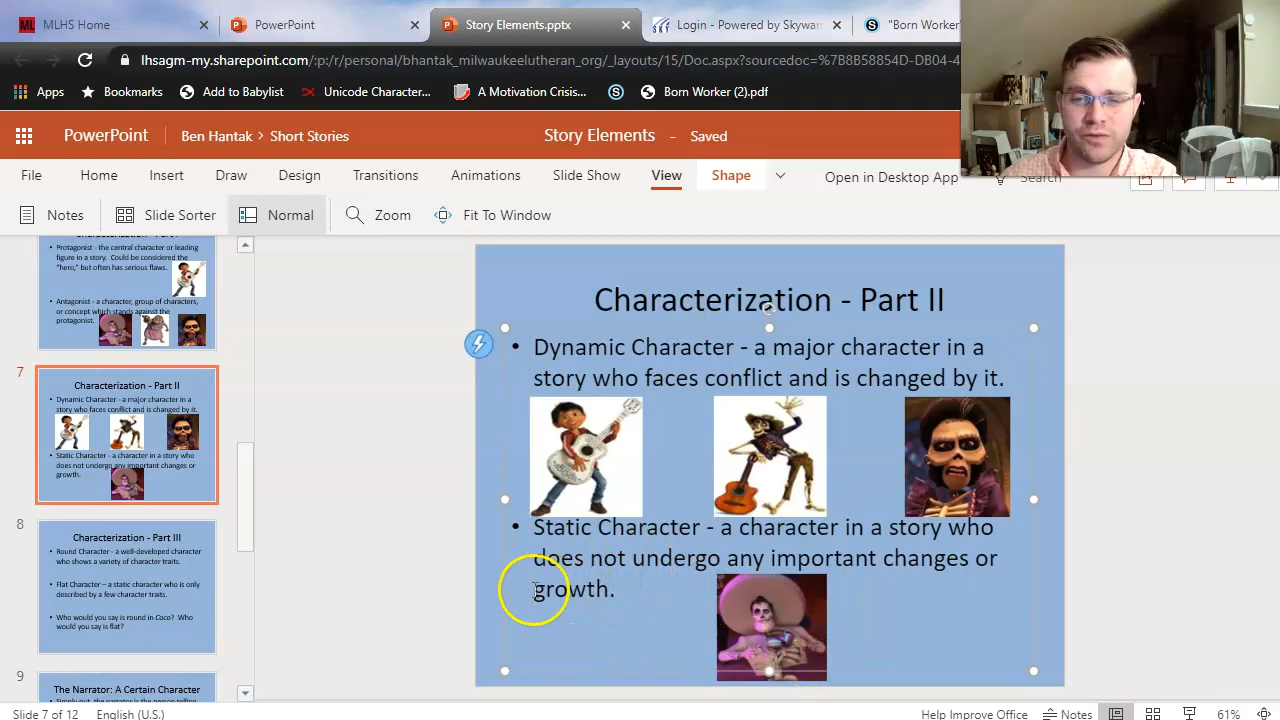 MLHS Home
PowerPoint
Story Elements.pptx
Login - Powered by Skyward
"Born Worker"
lhsagm-my.sharepoint.com/:p:/r/personal/bhantak_milwaukeelutheran_org/_layouts/15/Doc.aspx?sourcedoc=%7B8B58854D-DB04-4
Apps
Bookmarks
Add to Babylist
Unicode Character...
A Motivation Crisis...
Born Worker (2).pdf
PowerPoint
Ben Hantak > Short Stories
Story Elements - Saved
File
Home
Insert
Draw
Design
Transitions
Animations
Slide Show
View
Shape
Open in Desktop App
Search
Notes
Slide Sorter
Normal
Zoom
Fit To Window
• Protagonist - the central character or leading
figure in a story. Could be considered the
"hero," but often has serious flaws.
• Antagonist - a character, group of characters,
or concept which stands against the
protagonist.
7
Characterization - Part II
• Dynamic Character - a major character in a
story who faces conflict and is changed by it.
• Static Character - a character in a story who
does not undergo any important changes or
growth.
8
Characterization - Part III
• Round Character - a well-developed character
who shows a variety of character traits.
• Flat Character – a static character who is only
described by a few character traits.
• Who would you say is round in Coco? Who
would you say is flat?
9
The Narrator: A Certain Character
Characterization - Part II
• Dynamic Character - a major character in a
story who faces conflict and is changed by it.
• Static Character - a character in a story who
does not undergo any important changes or
growth.
Slide 7 of 12
English (U.S.)
Help Improve Office
Notes
61%